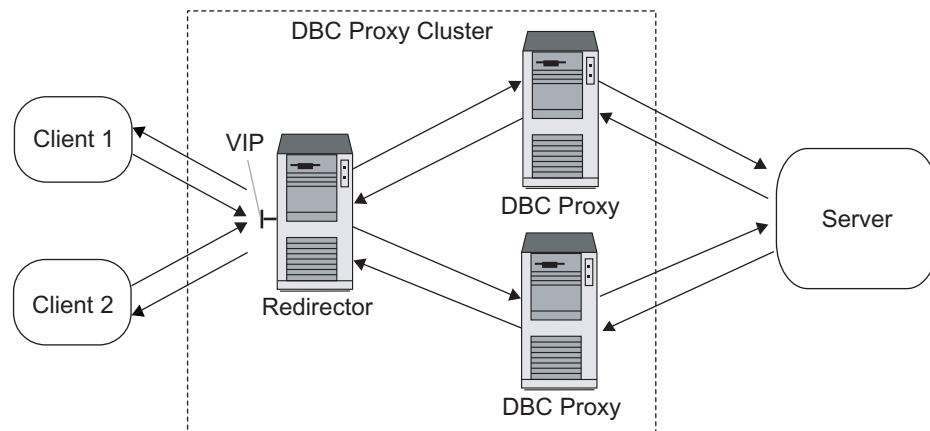 DBC Proxy Cluster
Client 1
VIP
DBC Proxy
Server
Client 2
Redirector
DBC Proxy